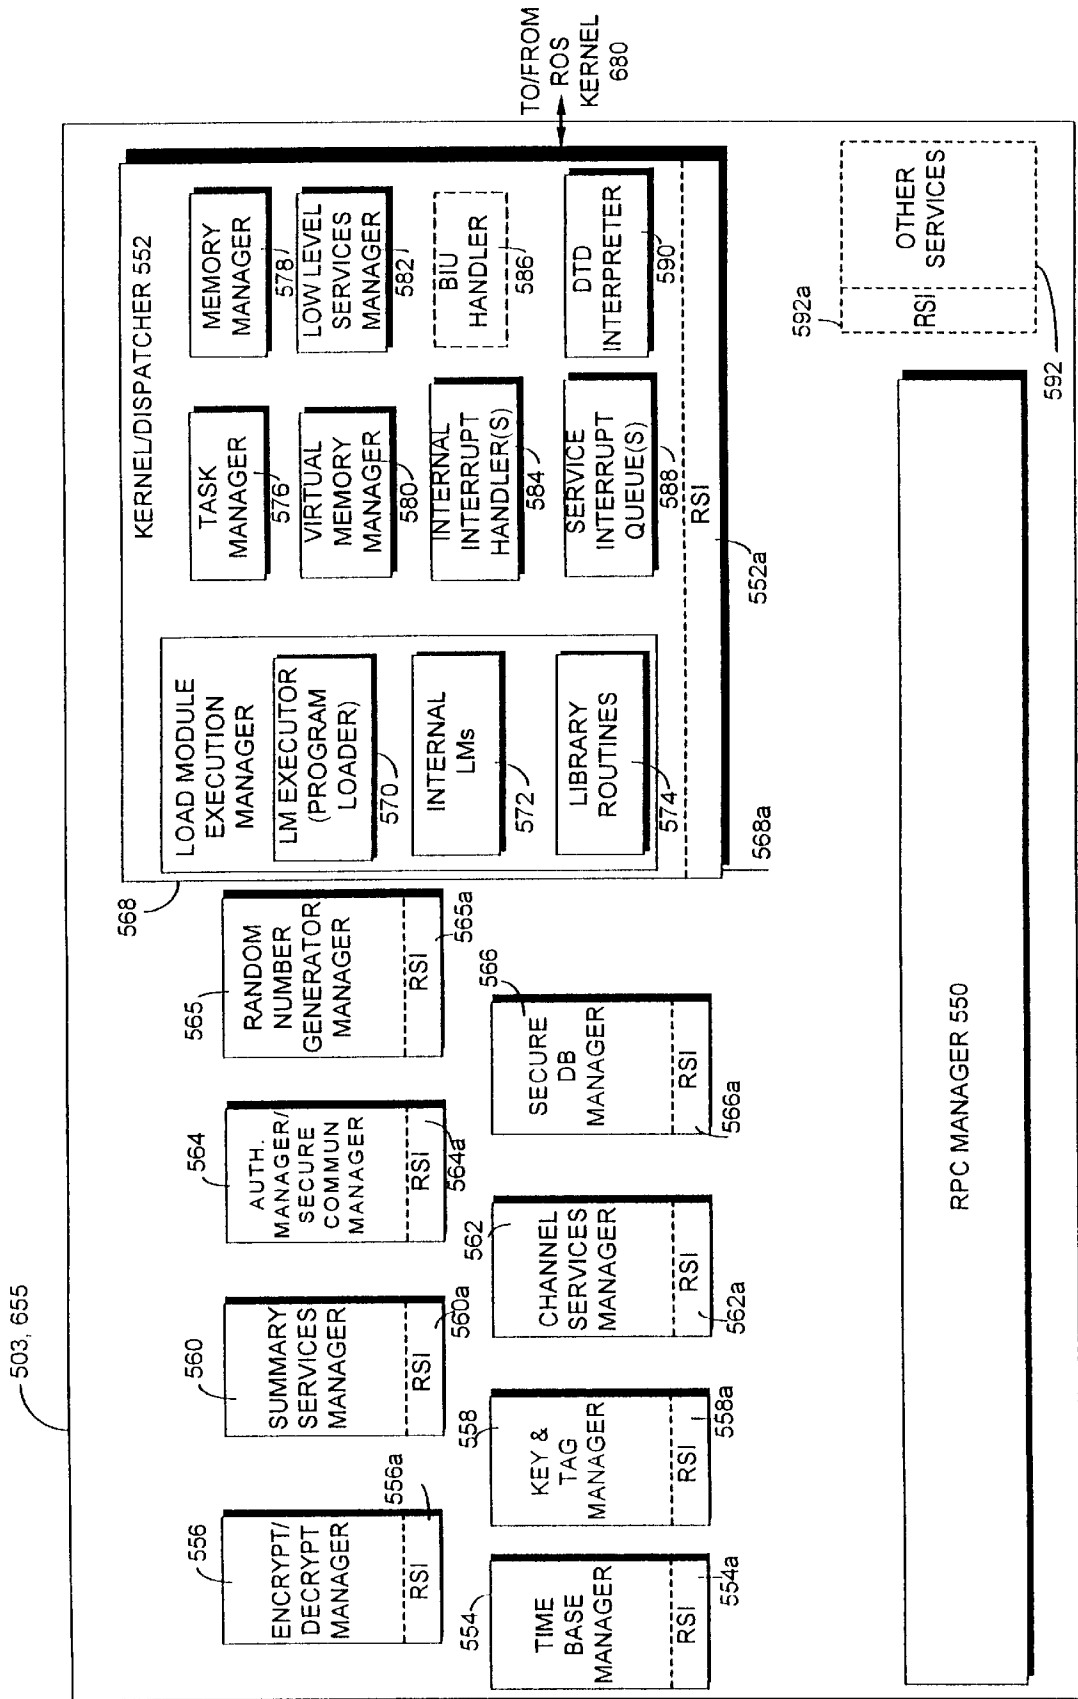 503, 655
KERNEL/DISPATCHER 552
568
LOAD MODULE
EXECUTION
MANAGER
LM EXECUTOR
(PROGRAM
LOADER)
570
INTERNAL
LMs
572
LIBRARY
ROUTINES
574
TASK
MANAGER
576
MEMORY
MANAGER
578
VIRTUAL
MEMORY
MANAGER
580
LOW LEVEL
SERVICES
MANAGER
582
INTERNAL
INTERRUPT
HANDLER(S)
584
BIU
HANDLER
586
SERVICE
INTERRUPT
QUEUE(S)
588
DTD
INTERPRETER
590
RSI
552a
568a
TO/FROM
ROS
KERNEL
680
556
ENCRYPT/
DECRYPT
MANAGER
RSI
556a
560
SUMMARY
SERVICES
MANAGER
RSI
560a
564
AUTH.
MANAGER/
SECURE
COMMUN
MANAGER
RSI
564a
565
RANDOM
NUMBER
GENERATOR
MANAGER
RSI
565a
554
TIME
BASE
MANAGER
RSI
554a
558
KEY &
TAG
MANAGER
RSI
558a
562
CHANNEL
SERVICES
MANAGER
RSI
562a
566
SECURE
DB
MANAGER
RSI
566a
592a
RSI
OTHER
SERVICES
592
RPC MANAGER 550